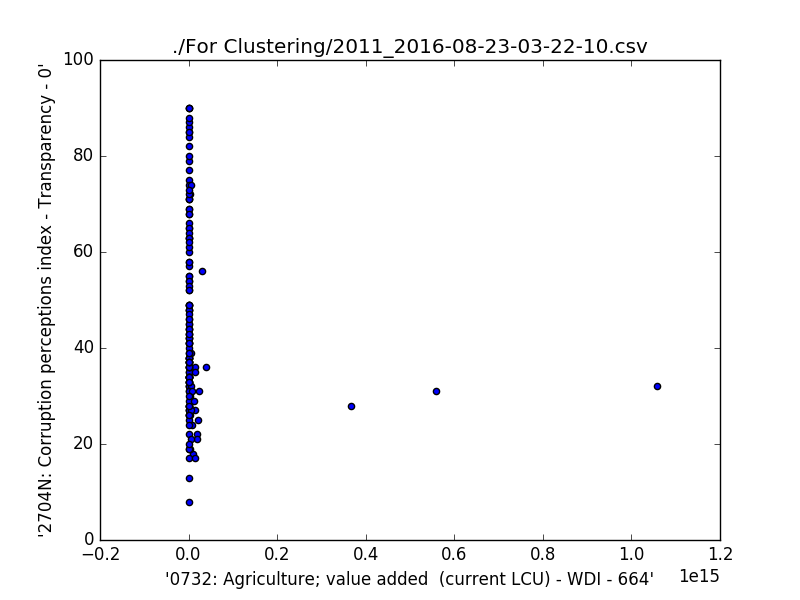 ./For Clustering/2011_2016-08-23-03-22-10.csv
100
80
60
40
20
0
'2704N: Corruption perceptions index - Transparency - 0'
−0.2 0.0 0.2 0.4 0.6 0.8 1.0 1.2
1e15
'0732: Agriculture; value added (current LCU) - WDI - 664'